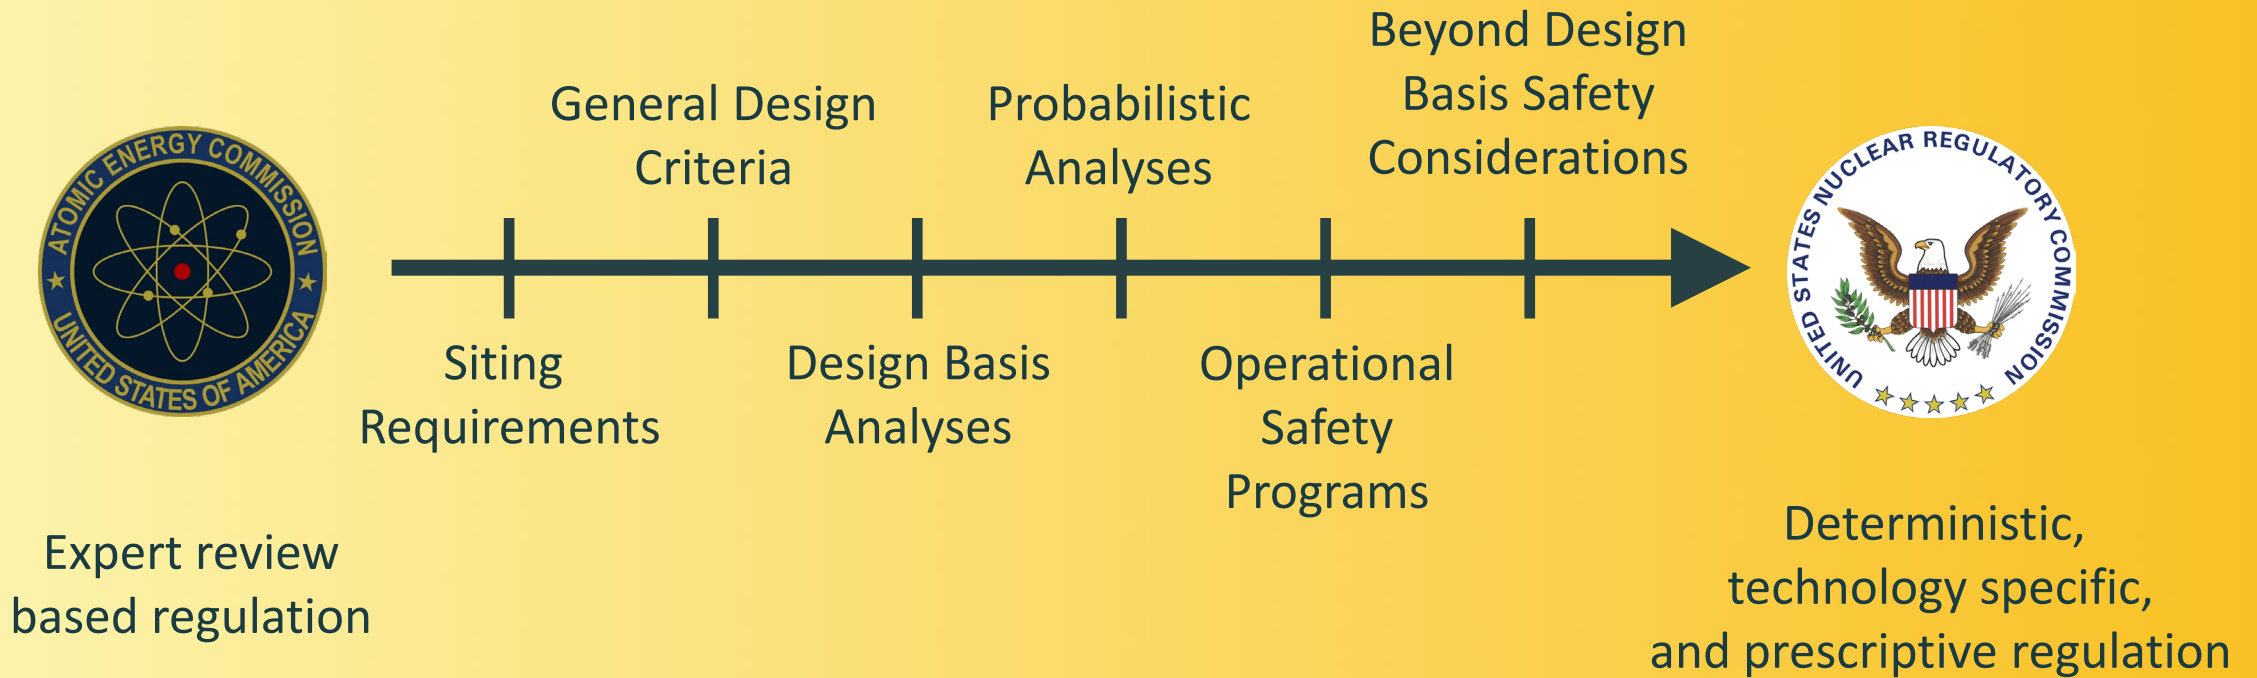 ATOMIC ENERGY COMMISSION
UNITED STATES OF AMERICA
Expert review
based regulation
Siting
Requirements
General Design
Criteria
Design Basis
Analyses
Probabilistic
Analyses
Operational
Safety
Programs
Beyond Design
Basis Safety
Considerations
UNITED STATES NUCLEAR REGULATORY COMMISSION
Deterministic,
technology specific,
and prescriptive regulation